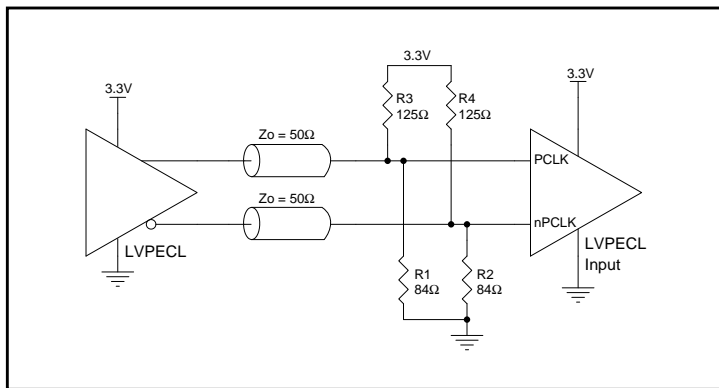 3.3V
3.3V
3.3V
R3
125Ω
R4
125Ω
Zo = 50Ω
PCLK
Zo = 50Ω
nPCLK
LVPECL
LVPECL
Input
R1
84Ω
R2
84Ω